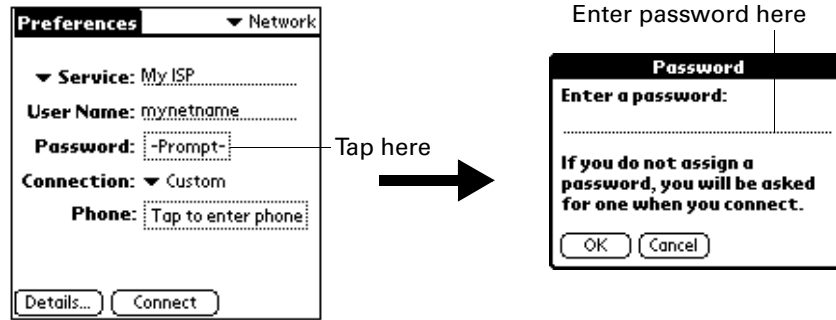 Preferences
Network
Service: My ISP
User Name: mynetname
Password: -Prompt-
Connection: Custom
Phone: Tap to enter phone
Details... Connect
Tap here
Enter password here
Password
Enter a password:
If you do not assign a
password, you will be asked
for one when you connect.
OK Cancel